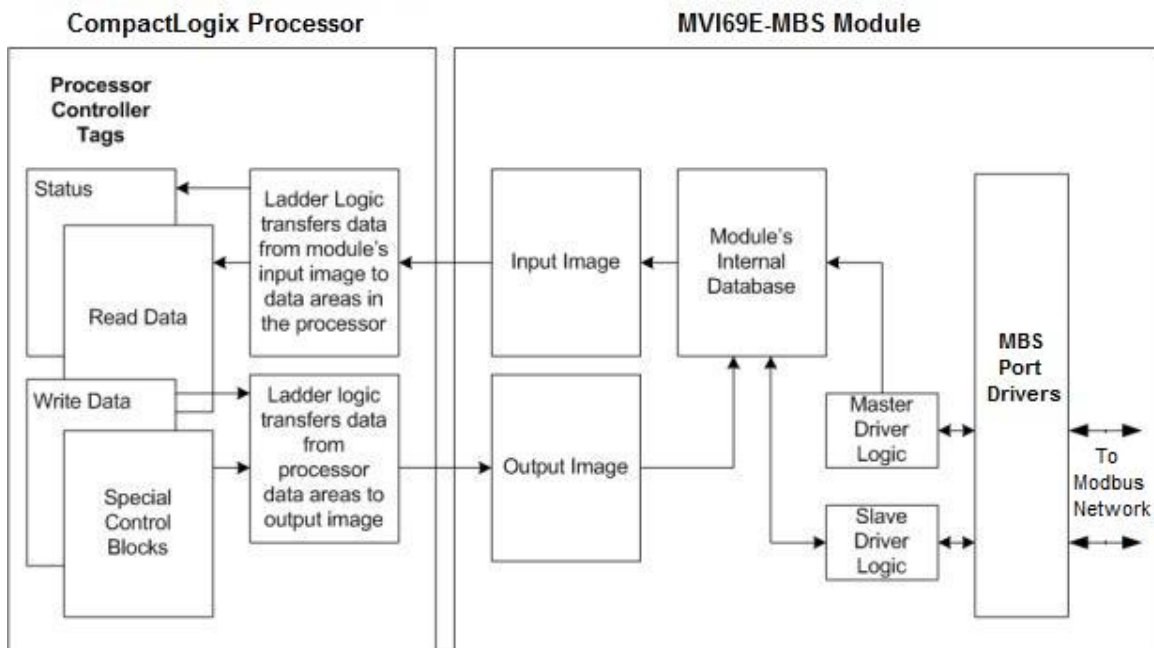 CompactLogix Processor
MVI69E-MBS Module
Processor
Controller
Tags
Status
Read Data
Ladder Logic
transfers data
from module's
input image to
data areas in
the processor
Write Data
Special
Control
Blocks
Ladder logic
transfers data
from
processor
data areas to
output image
Input Image
Output Image
Module's
Internal
Database
Master
Driver
Logic
Slave
Driver
Logic
MBS
Port
Drivers
To
Modbus
Network